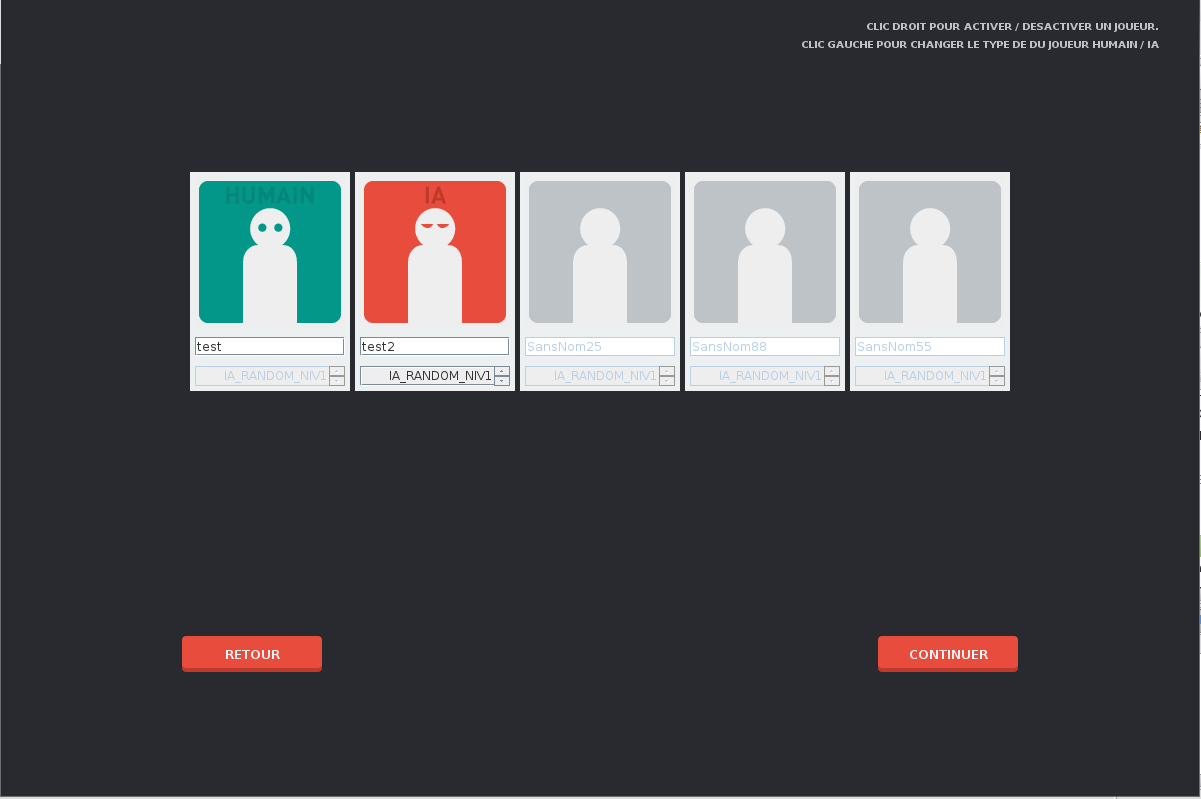 CLIC DROIT POUR ACTIVER / DESACTIVER UN JOUEUR.
CLIC GAUCHE POUR CHANGER LE TYPE DE DU JOUEUR HUMAIN / IA
HUMAIN
IA
test
test2
SansNom25
SansNom88
SansNom55
IA_RANDOM_NIV1
IA_RANDOM_NIV1
IA_RANDOM_NIV1
IA_RANDOM_NIV1
IA_RANDOM_NIV1
RETOUR
CONTINUER